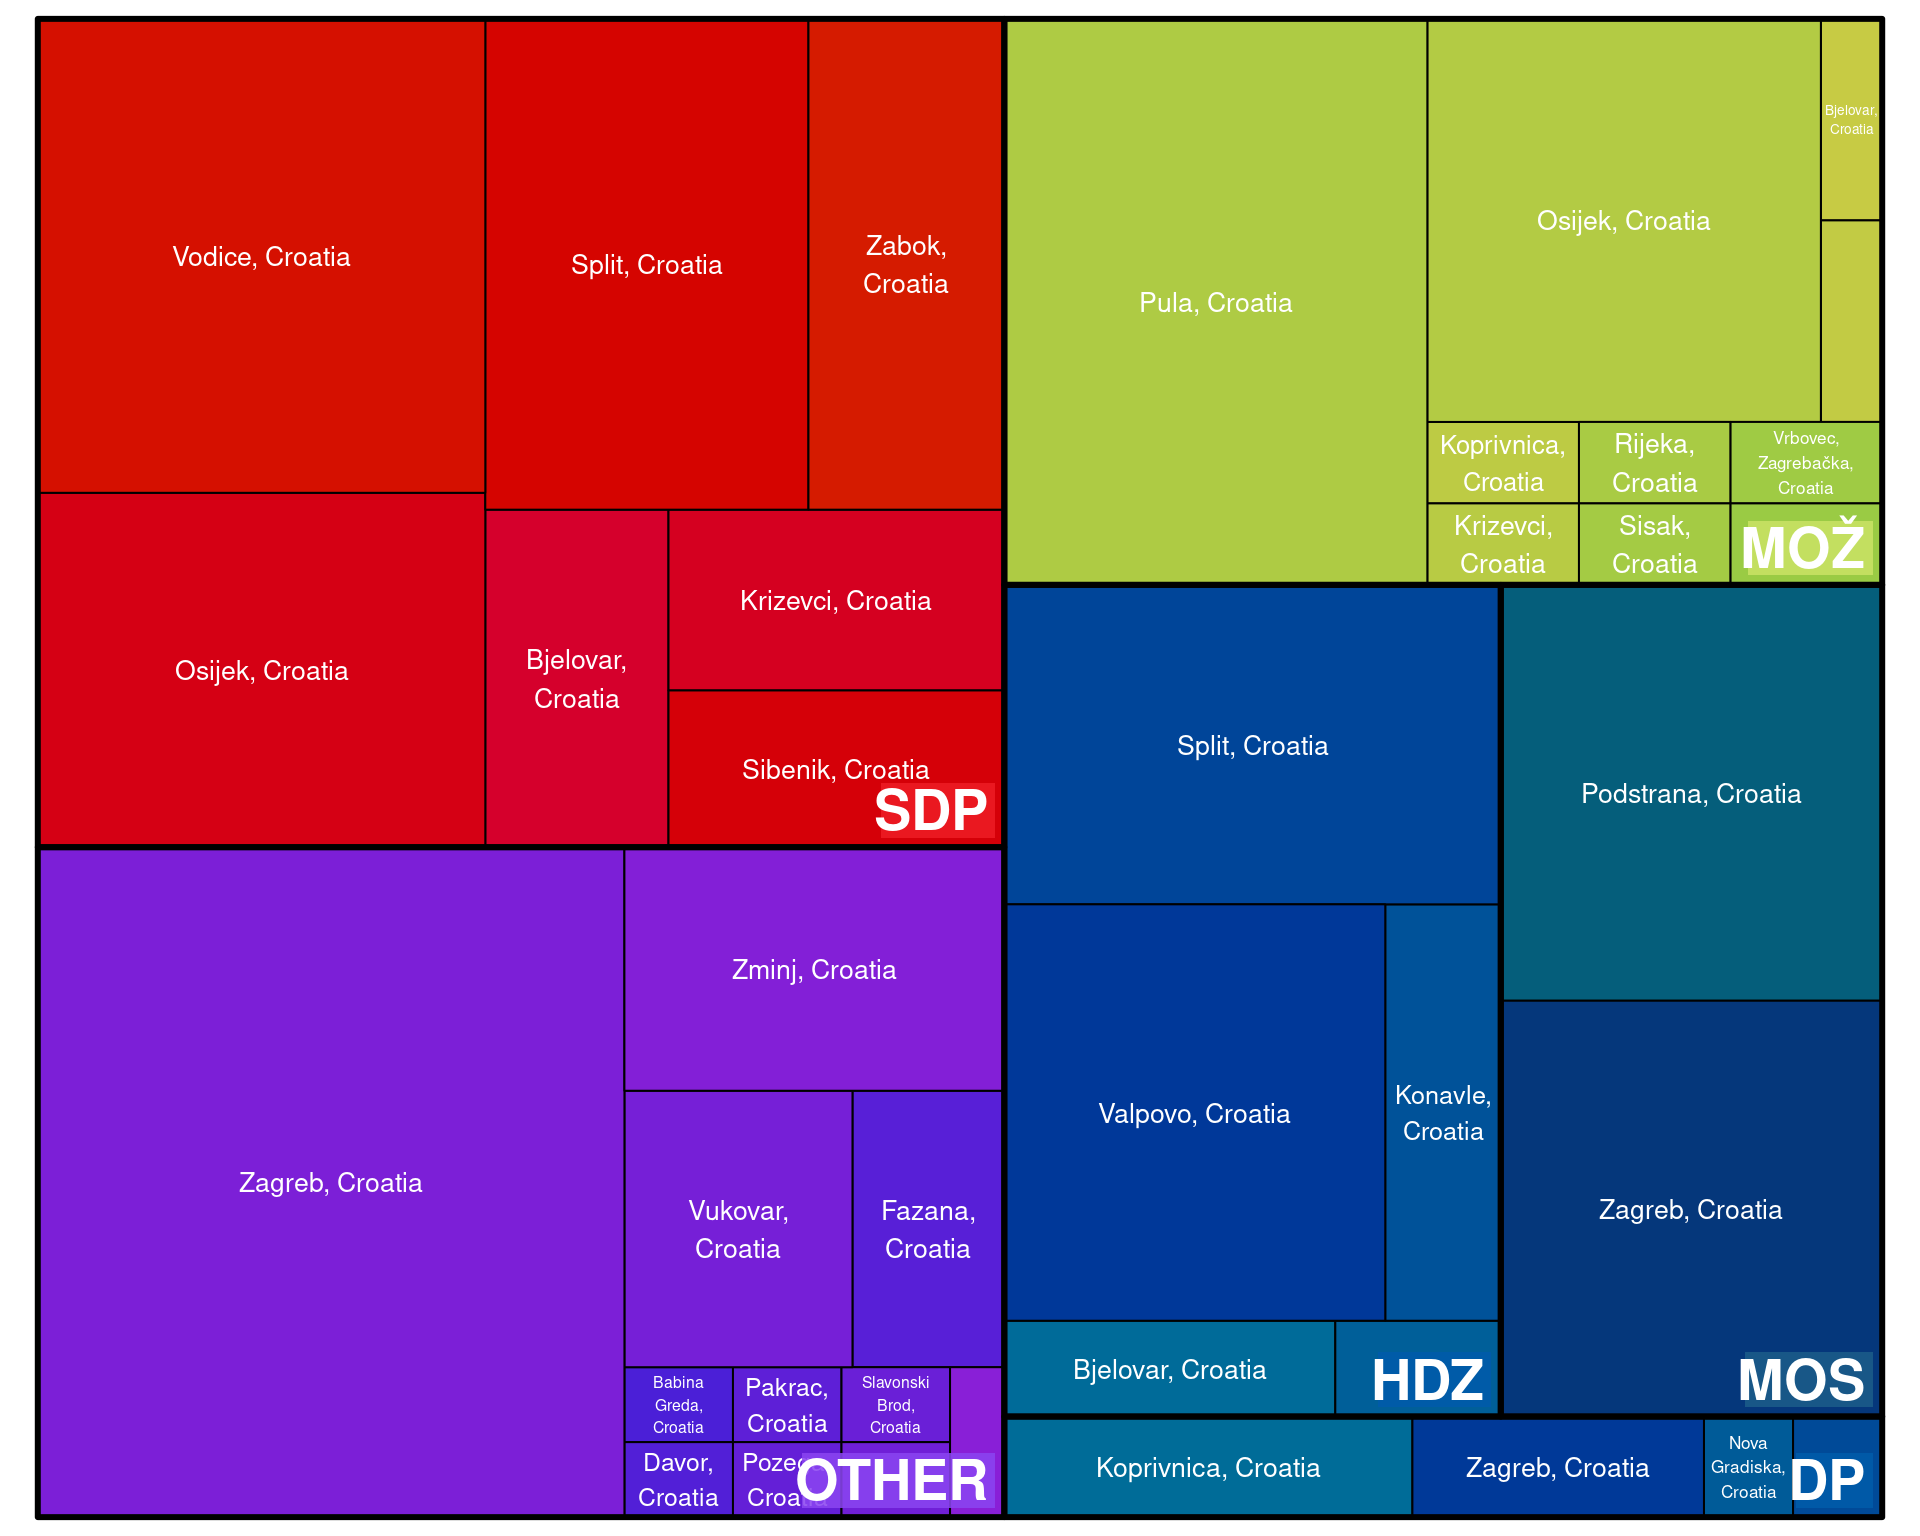 Vodice, Croatia
Split, Croatia
Zabok,
Croatia
Osijek, Croatia
Bjelovar,
Croatia
Krizevci, Croatia
Sibenik, Croatia
SDP
Pula, Croatia
Osijek, Croatia
Bjelovar,
Croatia
Koprivnica,
Croatia
Rijeka,
Croatia
Vrbovec,
Zagrebačka,
Croatia
Krizevci,
Croatia
Sisak,
Croatia
MOŽ
Zagreb, Croatia
Zminj, Croatia
Vukovar,
Croatia
Fazana,
Croatia
Babina
Greda,
Croatia
Pakrac,
Croatia
Slavonski
Brod,
Croatia
Davor,
Croatia
Croatia
OTHER
Split, Croatia
Valpovo, Croatia
Konavle,
Croatia
Bjelovar, Croatia
HDZ
Podstrana, Croatia
Zagreb, Croatia
MOS
Koprivnica, Croatia
Zagreb, Croatia
Nova
Gradiska,
Croatia
DP